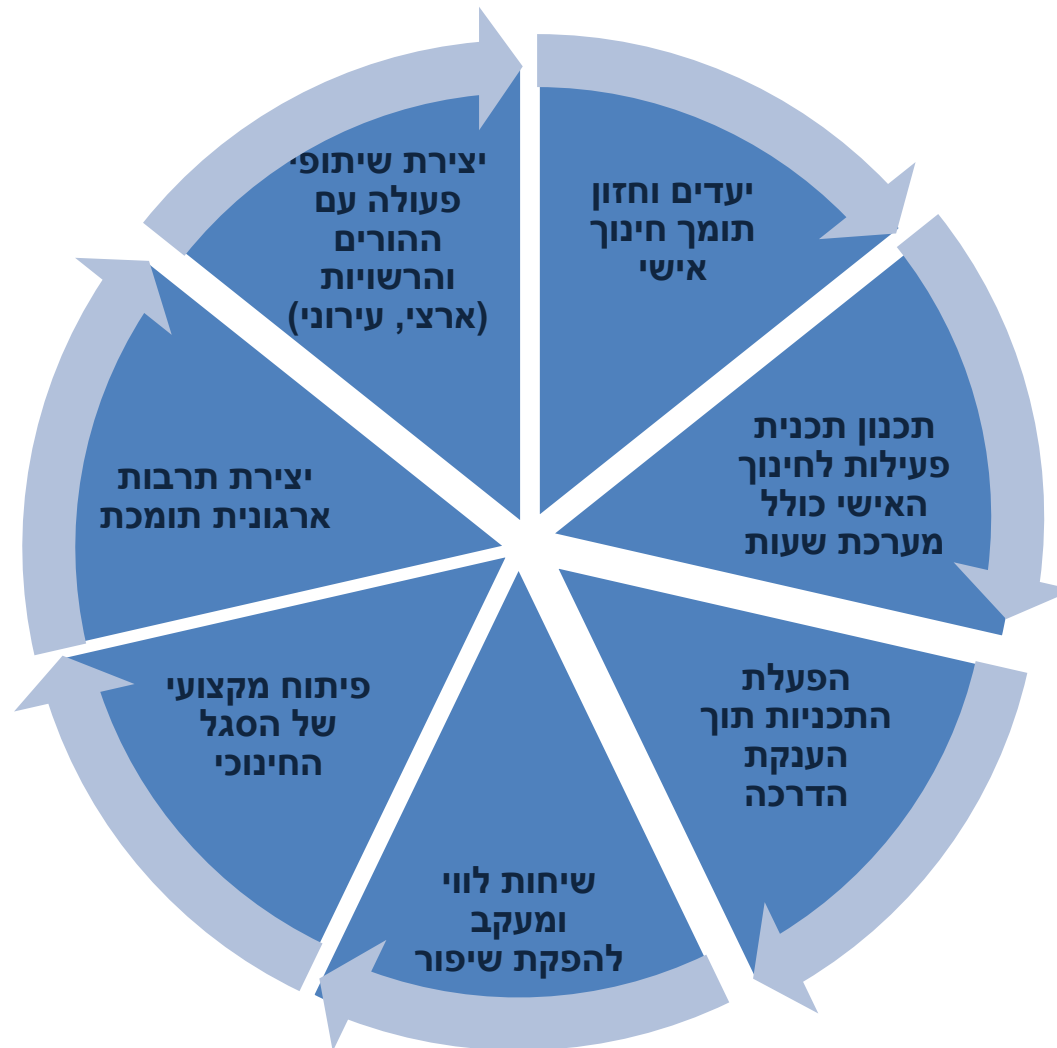 יעדים וחזון
תומך חינוך
אישי
תכנון תכנית
פעילות לחינוך
האישי כולל
מערכת שעות
הפעלת
התכניות תוך
הענקת
הדרכה
שיחות לווי
ומעקב
להפקת שיפור
פיתוח מקצועי
של הסגל
החינוכי
יצירת תרבות
ארגונית תומכת
יצירת שיתופי
פעולה עם
ההורים
והרשויות
(ארצי, עירוני)